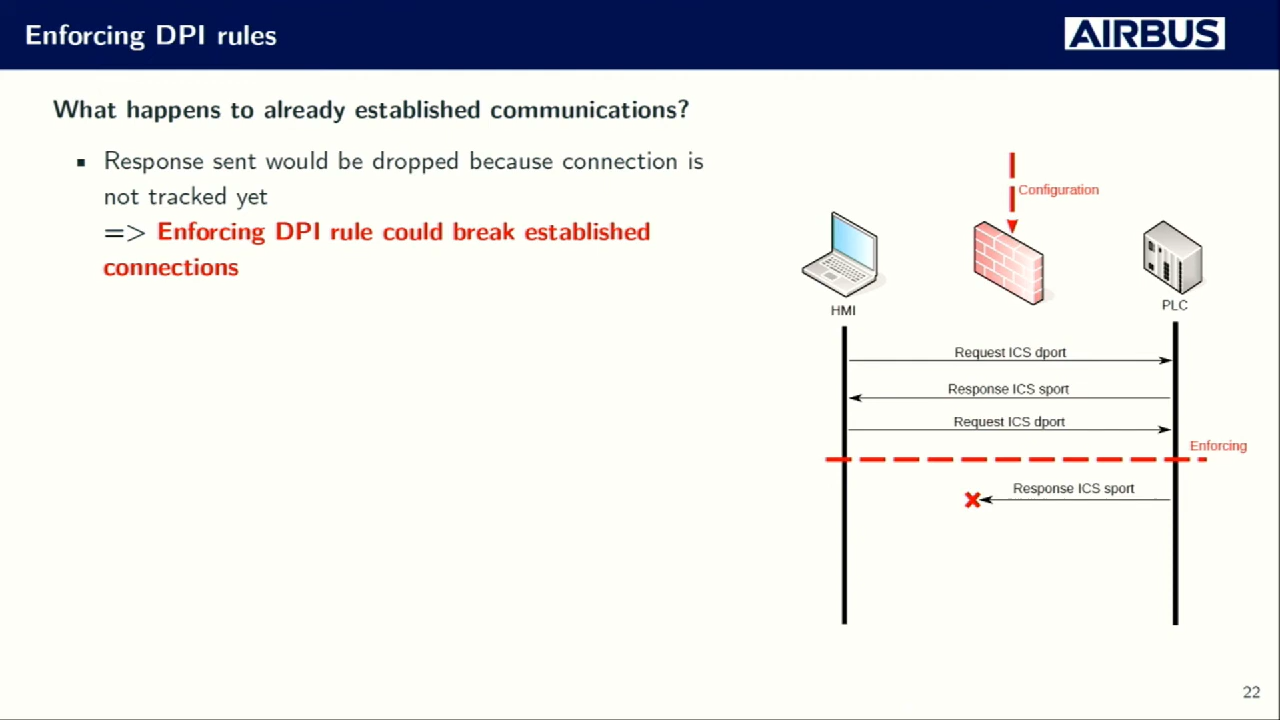 Enforcing DPI rules
AIRBUS
What happens to already established communications?
Response sent would be dropped because connection is
not tracked yet
=> Enforcing DPI rule could break established
connections
Configuration
HMI
PLC
Request ICS dport
Response ICS sport
Request ICS dport
Enforcing
Response ICS sport
22